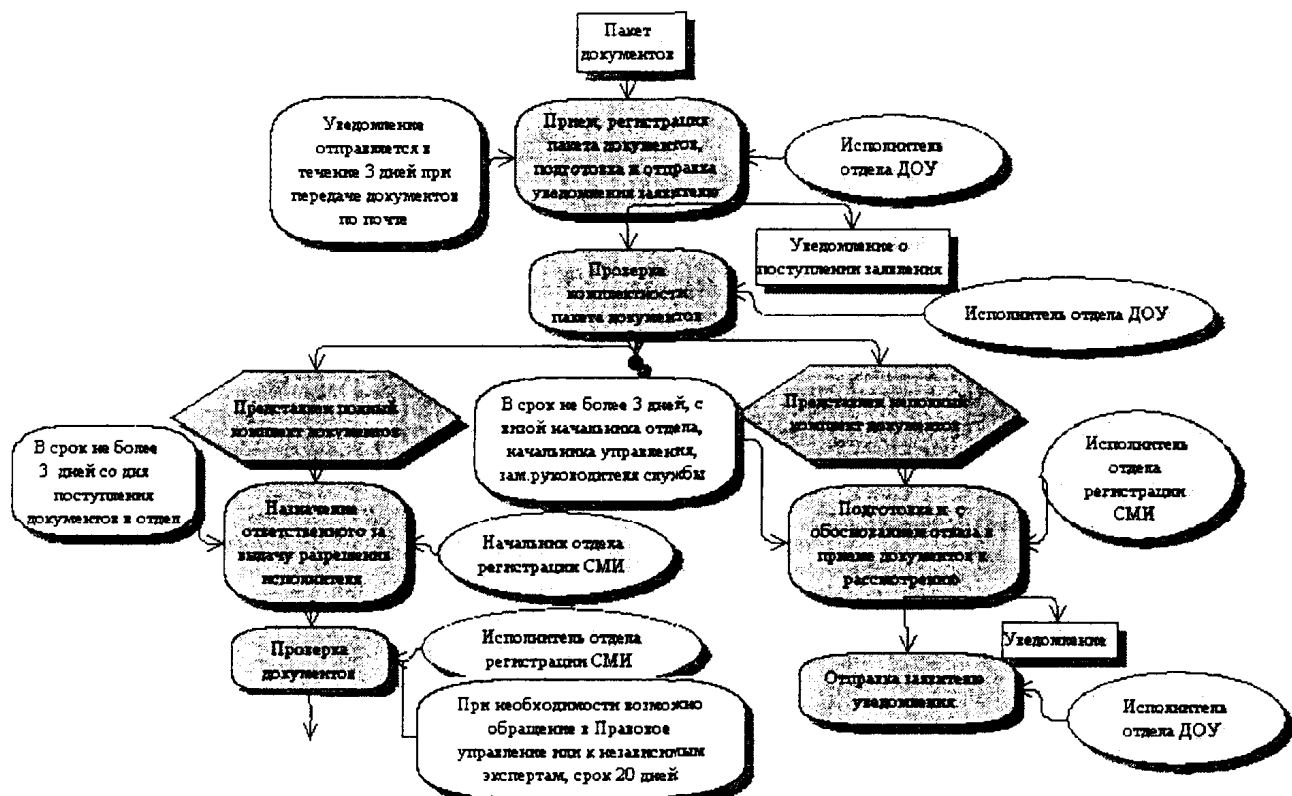 Пакет
документов
Прием, регистрация
пакета документов,
подготовка и отправка
уведомления заявителю
Уведомление
отправляется в
течение 3 дней при
передаче документов
по почте
Исполнитель
отдела ДОУ
Уведомление о
поступлении заявления
Проверка
комплектности
пакета документов
Исполнитель отдела ДОУ
Представлен полный
комплект документов
В срок не более 3 дней, с
визой начальника отдела,
начальника управления,
зам.руководителя службы
Представлен неполный
комплект документов
В срок не более
3 дней со дня
поступления
документов в отдел
Исполнитель
отдела
регистрации
СМИ
Назначение
ответственного за
выдачу разрешения
исполнителя
Начальник отдела
регистрации СМИ
Подготовка и с
обоснованием отказа в
приеме документов к
рассмотрению
Проверка
документов
Исполнитель отдела
регистрации СМИ
Уведомление
Отправка заявителю
уведомления
При необходимости возможно
обращение в Правовое
управление или к независимым
экспертам, срок 20 дней
Исполнитель
отдела ДОУ